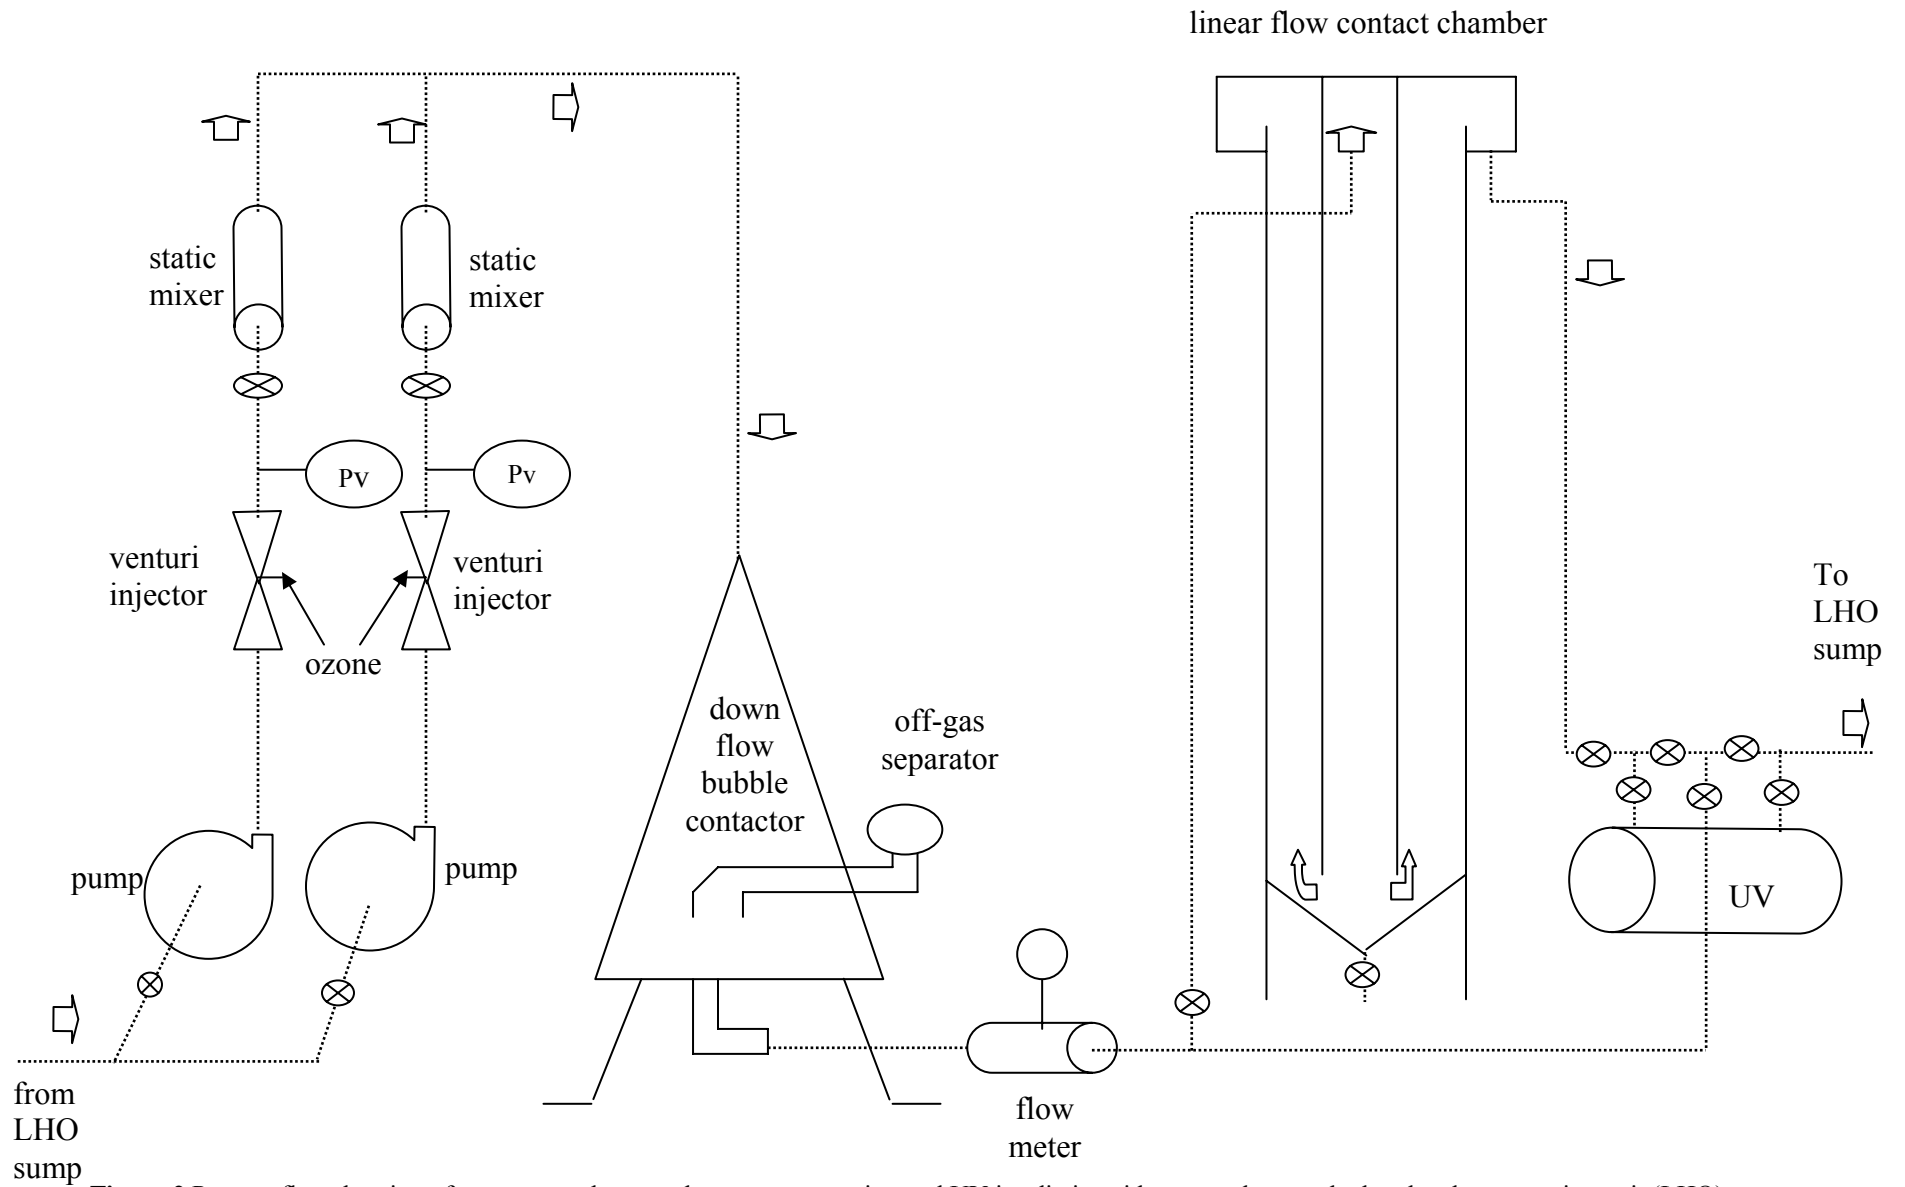 linear flow contact chamber
static
mixer
static
mixer
Pv
Pv
venturi
injector
venturi
injector
ozone
To
LHO
sump
down
flow
bubble
contactor
off-gas
separator
pump
pump
UV
from
LHO
sump
flow
meter